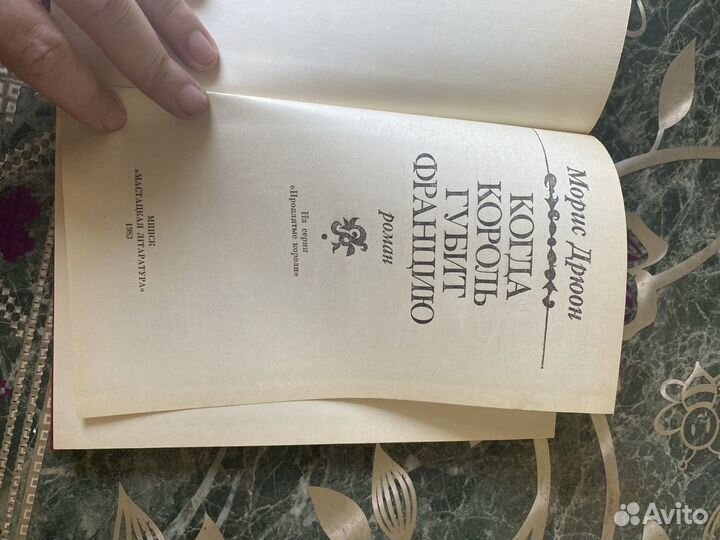 Морис Дрюон
КОГДА
КОРОЛЬ
ГУБИТ
ФРАНЦИЮ
роман
Из серии
«Проклятые короли»
МИНСК
«МАСТАЦКАЯ ЛІТАРАТУРА»
1983
Avito